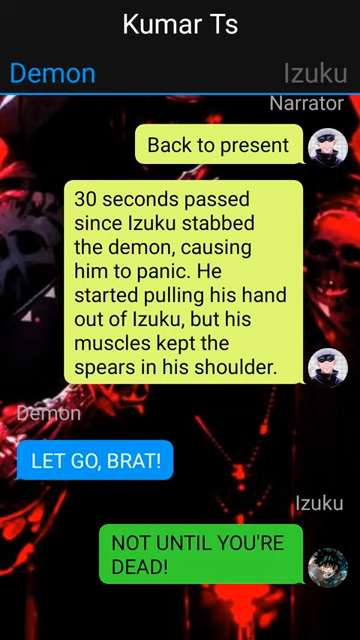 Kumar Ts
Demon Izuku
Narrator
Back to present
30 seconds passed
since Izuku stabbed
the demon, causing
him to panic. He
started pulling his hand
out of Izuku, but his
muscles kept the
spears in his shoulder.
Demon
LET GO, BRAT!
Izuku
NOT UNTIL YOU'RE
DEAD!